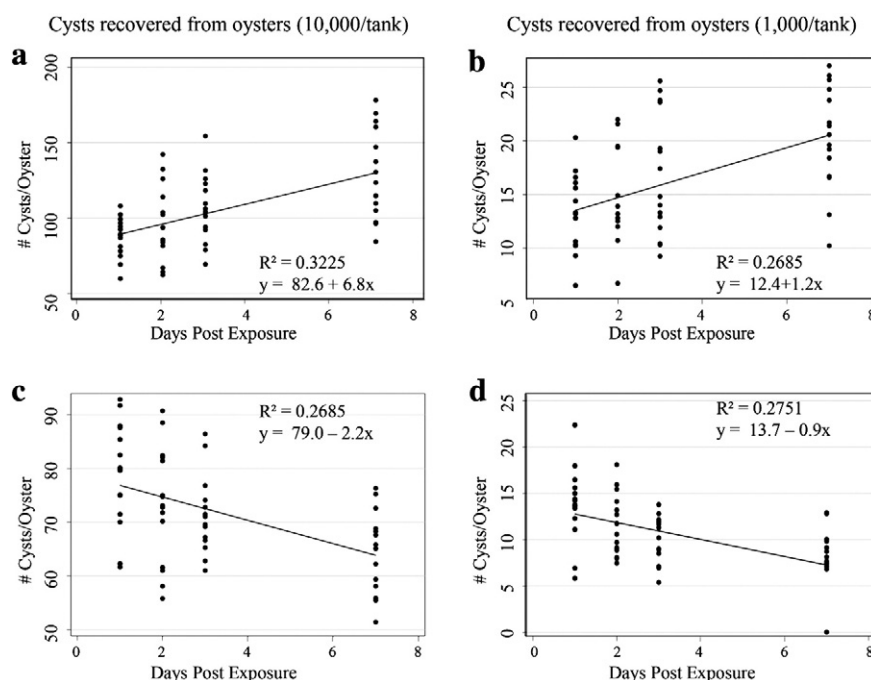 Cysts recovered from oysters (10,000/tank)
Cysts recovered from oysters (1,000/tank)
a
# Cysts/Oyster
200
150
100
50
R² = 0.3225
y = 82.6 + 6.8x
0 2 4 6 8
Days Post Exposure
b
# Cysts/Oyster
25
20
15
10
5
R² = 0.2685
y = 12.4+1.2x
0 2 4 6 8
Days Post Exposure
c
# Cysts/Oyster
90
80
70
60
50
R² = 0.2685
y = 79.0 – 2.2x
0 2 4 6 8
Days Post Exposure
d
# Cysts/Oyster
25
20
15
10
5
0
R² = 0.2751
y = 13.7 – 0.9x
0 2 4 6 8
Days Post Exposure